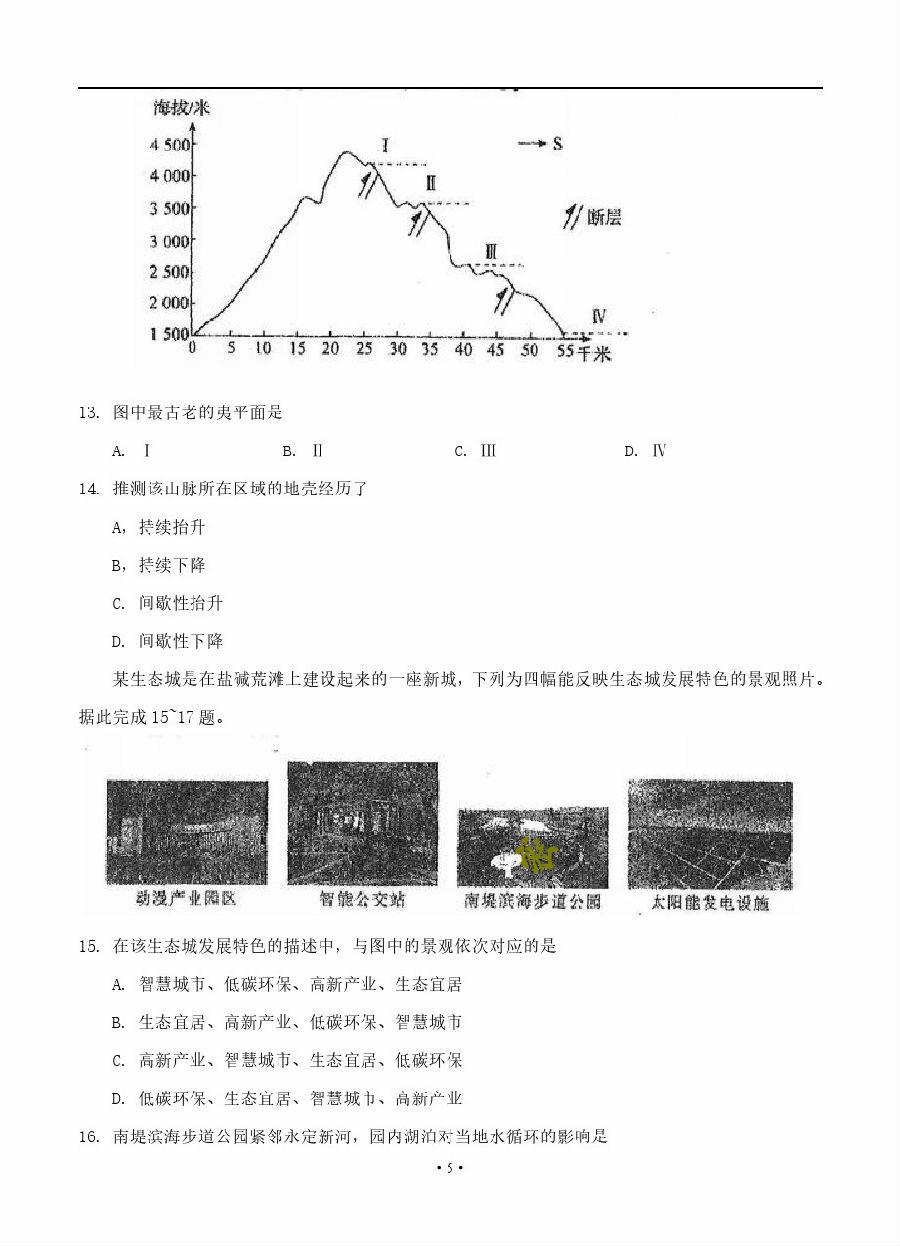 海拔/米
4 500
4 000
3 500
3 000
2 500
2 000
1 500
Ⅰ
Ⅱ
Ⅲ
Ⅳ
S
断层
0 5 10 15 20 25 30 35 40 45 50 55 千米
13. 图中最古老的夷平面是
A. Ⅰ B. Ⅱ C. Ⅲ D. Ⅳ
14. 推测该山脉所在区域的地壳经历了
A，持续抬升
B，持续下降
C. 间歇性抬升
D. 间歇性下降
某生态城是在盐碱荒滩上建设起来的一座新城，下列为四幅能反映生态城发展特色的景观照片。
据此完成 15~17 题。
动漫产业园区 智能公交站 南堤滨海步道公园 太阳能发电设施
15. 在该生态城发展特色的描述中，与图中的景观依次对应的是
A. 智慧城市、低碳环保、高新产业、生态宜居
B. 生态宜居、高新产业、低碳环保、智慧城市
C. 高新产业、智慧城市、生态宜居、低碳环保
D. 低碳环保、生态宜居、智慧城市、高新产业
16. 南堤滨海步道公园紧邻永定新河，园内湖泊对当地水循环的影响是
·5·